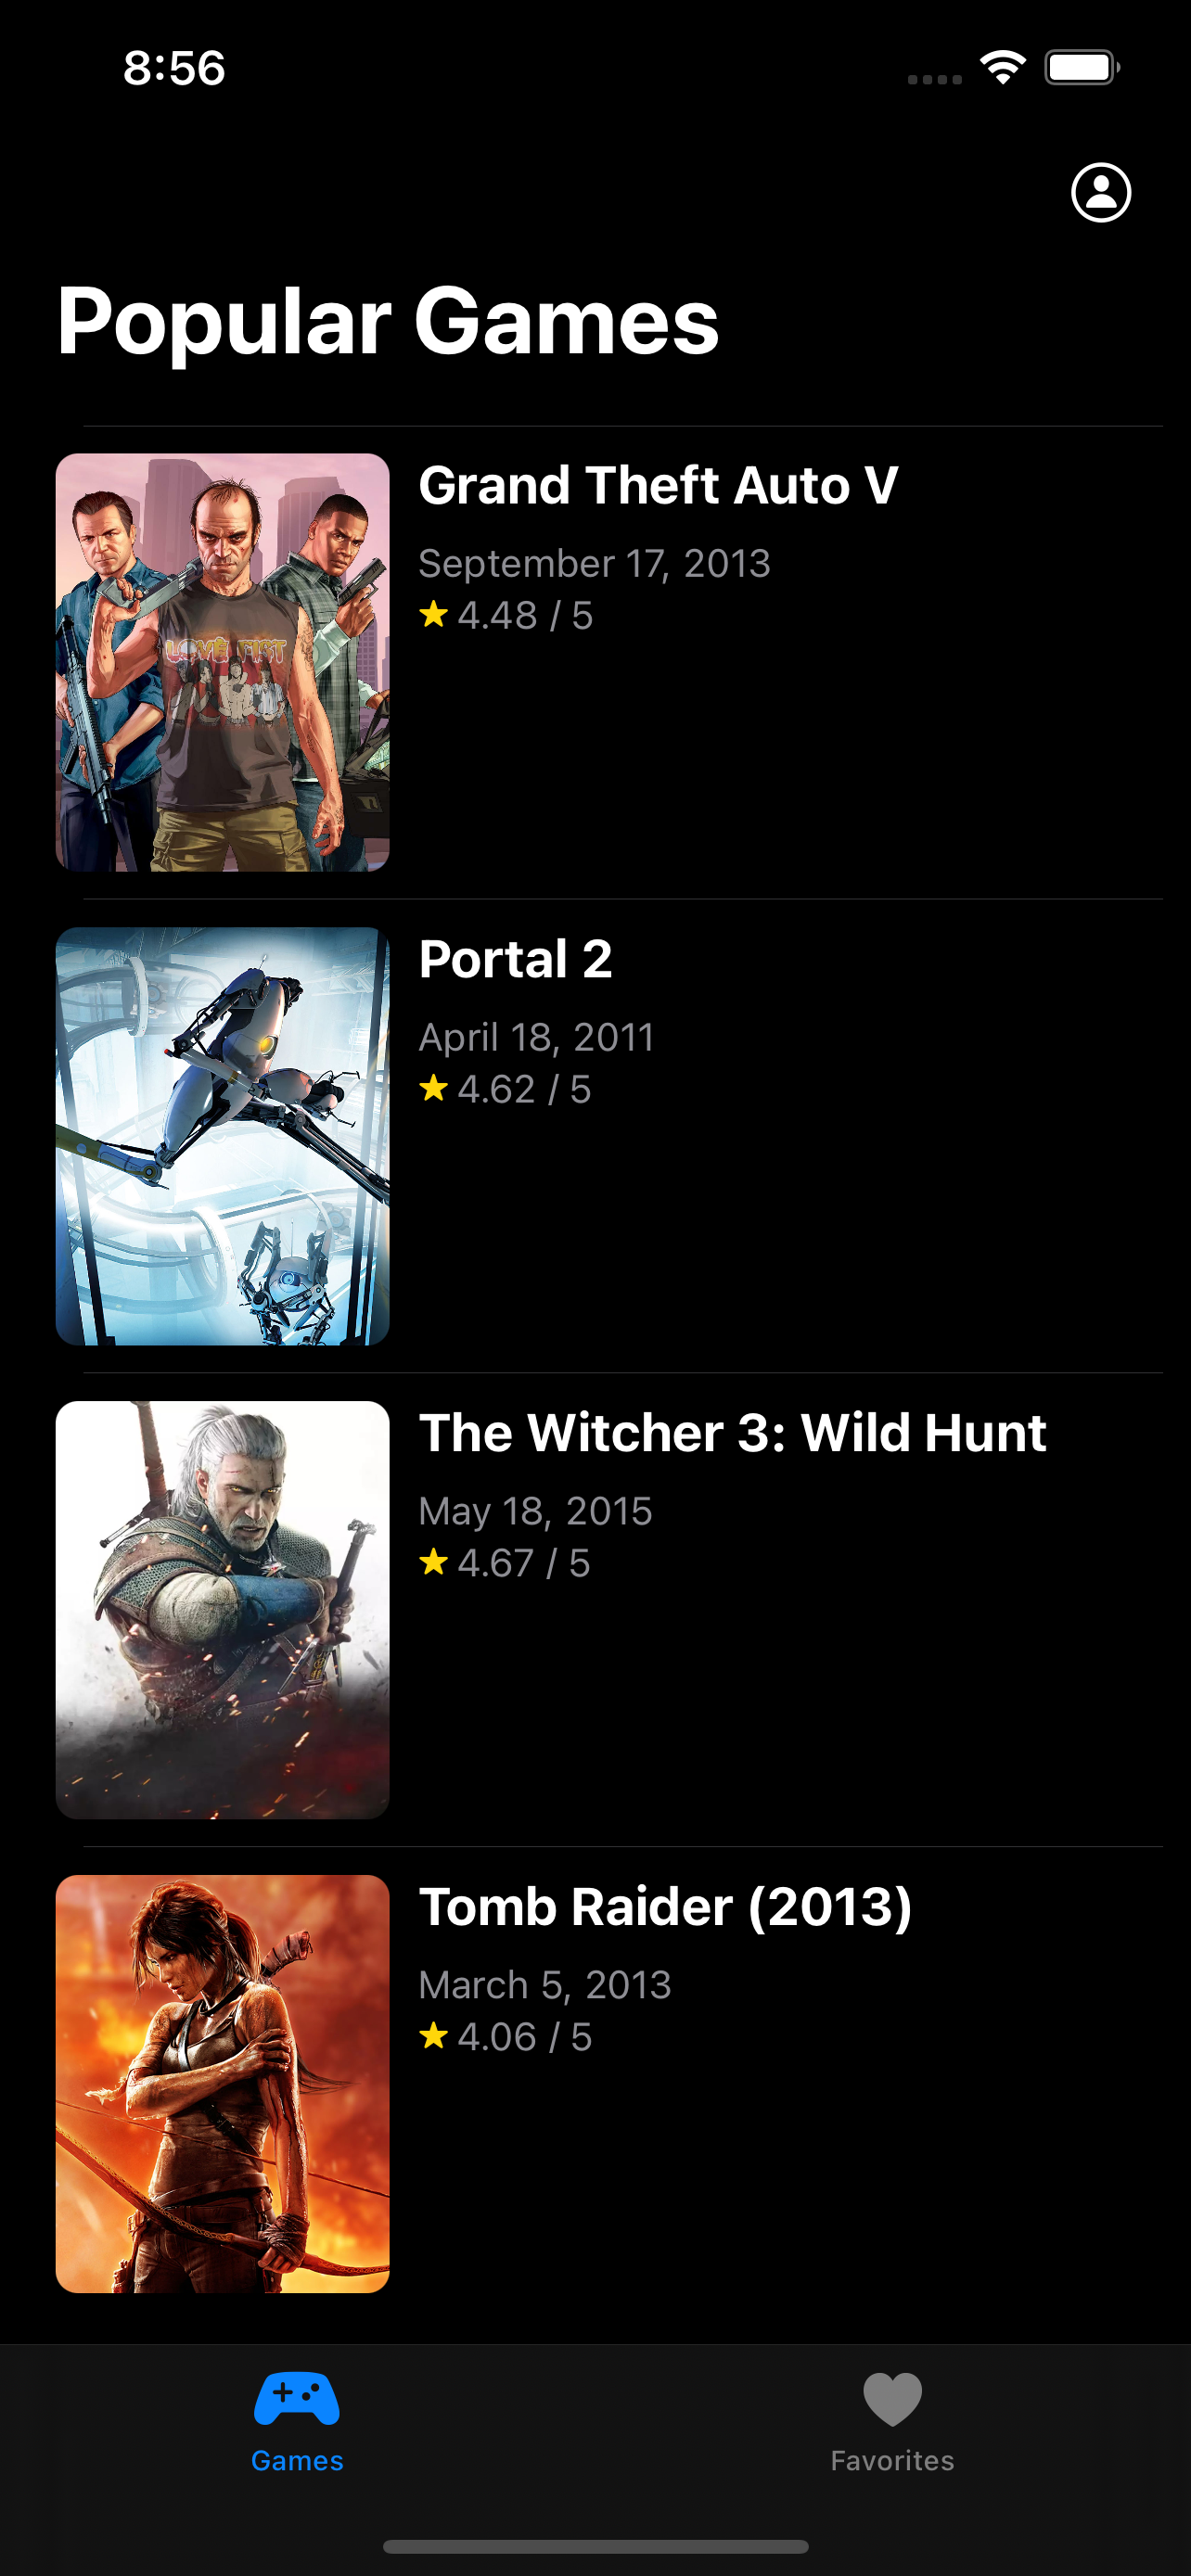 8:56
Popular Games
Grand Theft Auto V
September 17, 2013
4.48 / 5
LOVE FIST
Portal 2
April 18, 2011
4.62 / 5
The Witcher 3: Wild Hunt
May 18, 2015
4.67 / 5
Tomb Raider (2013)
March 5, 2013
4.06 / 5
Games
Favorites